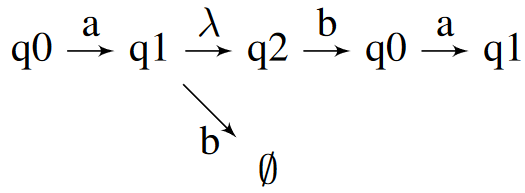 a λ b a
q0 → q1 → q2 → q0 → q1
b
∅